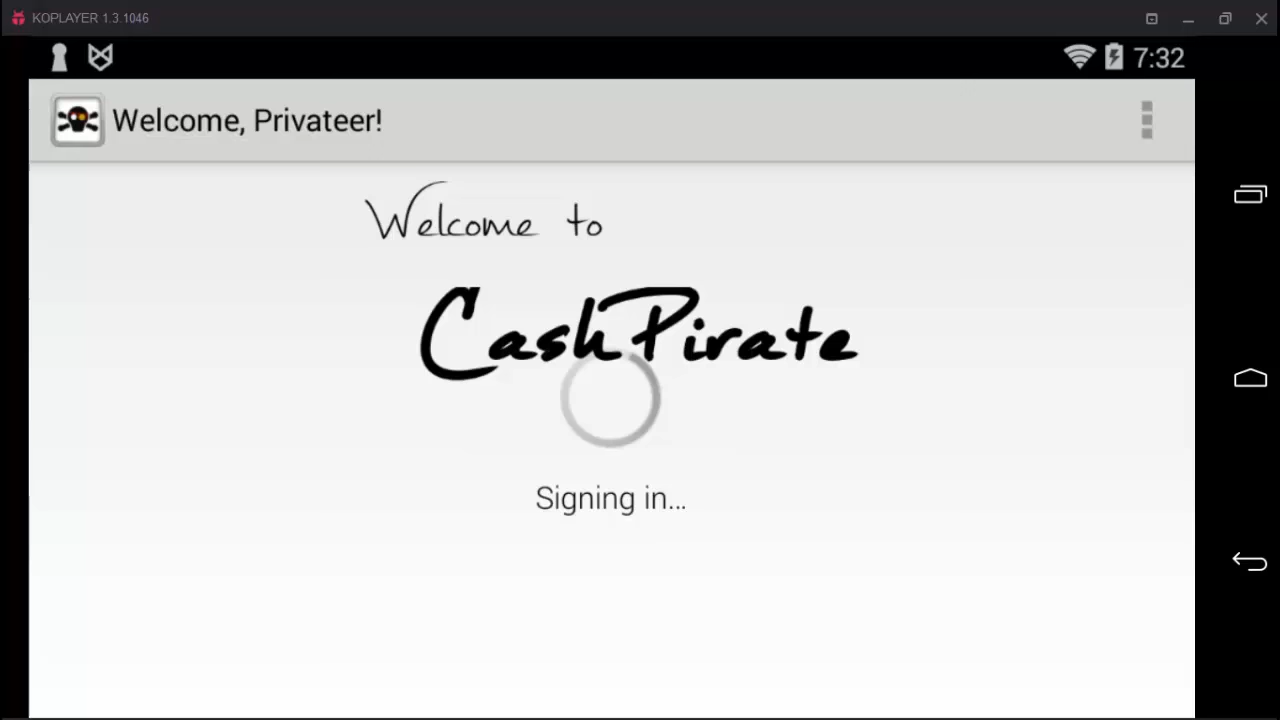 KOPLAYER 1.3.1046
7:32
Welcome, Privateer!
Welcome to
CashPirate
Signing in...